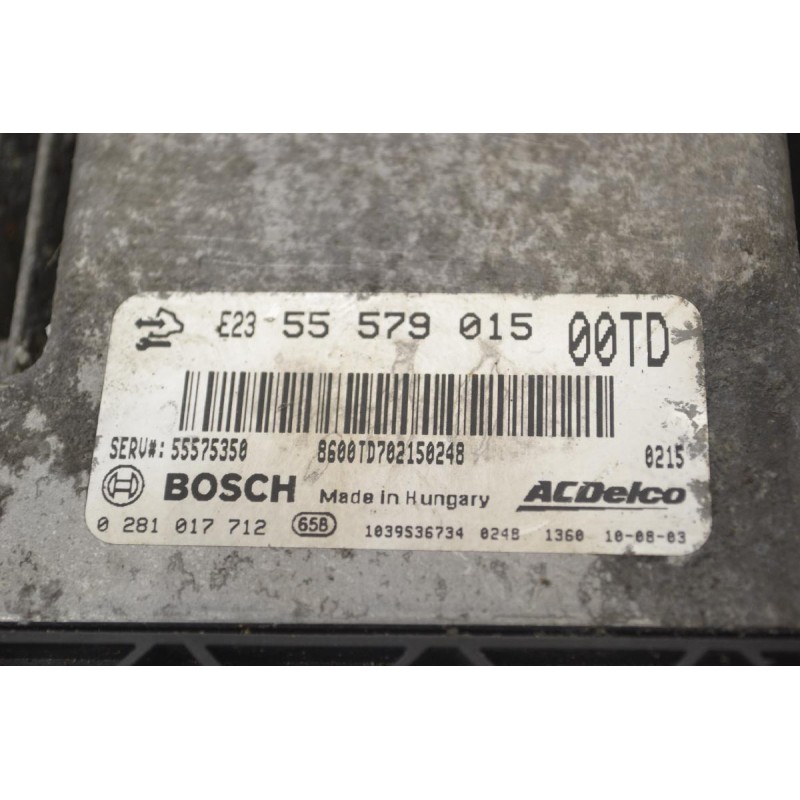 E23 55 579 015 00TD
SERV#: 55575350 8600TD702150248 0215
BOSCH Made in Hungary ACDelco
0 281 017 712 658 1039S36734 0248 1360 10-08-03